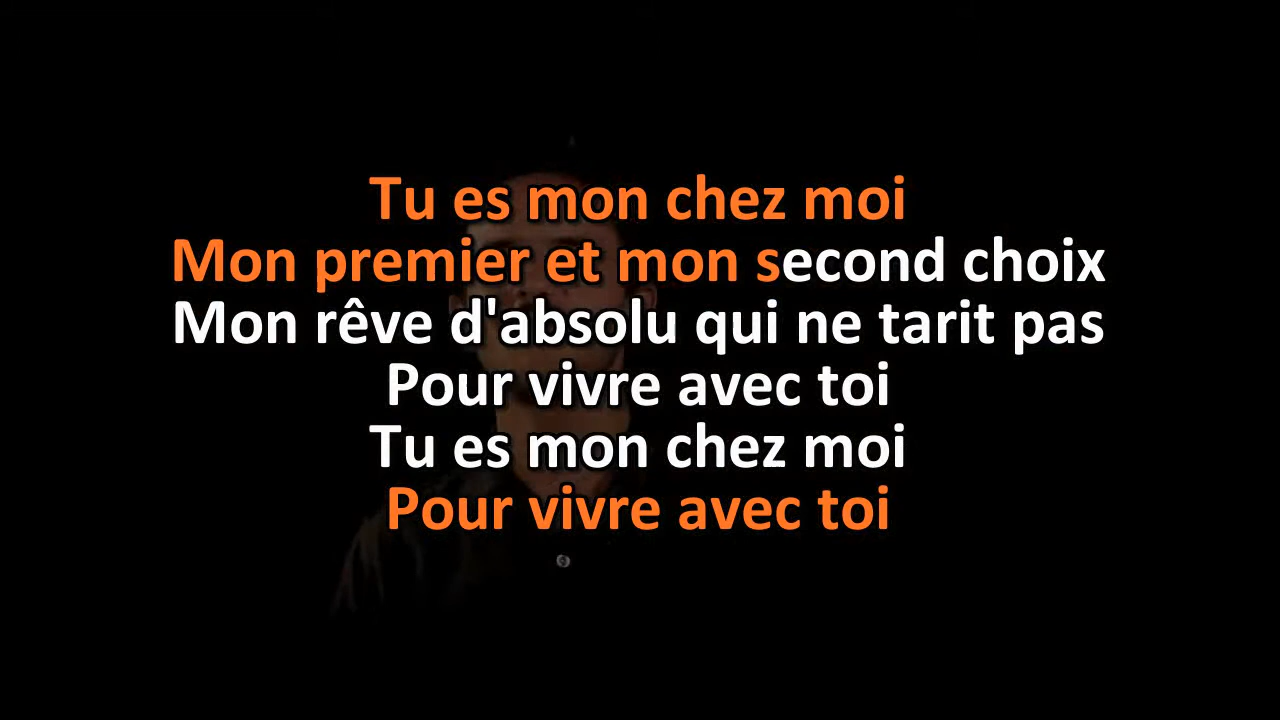 Tu es mon chez moi
Mon premier et mon second choix
Mon rêve d'absolu qui ne tarit pas
Pour vivre avec toi
Tu es mon chez moi
Pour vivre avec toi